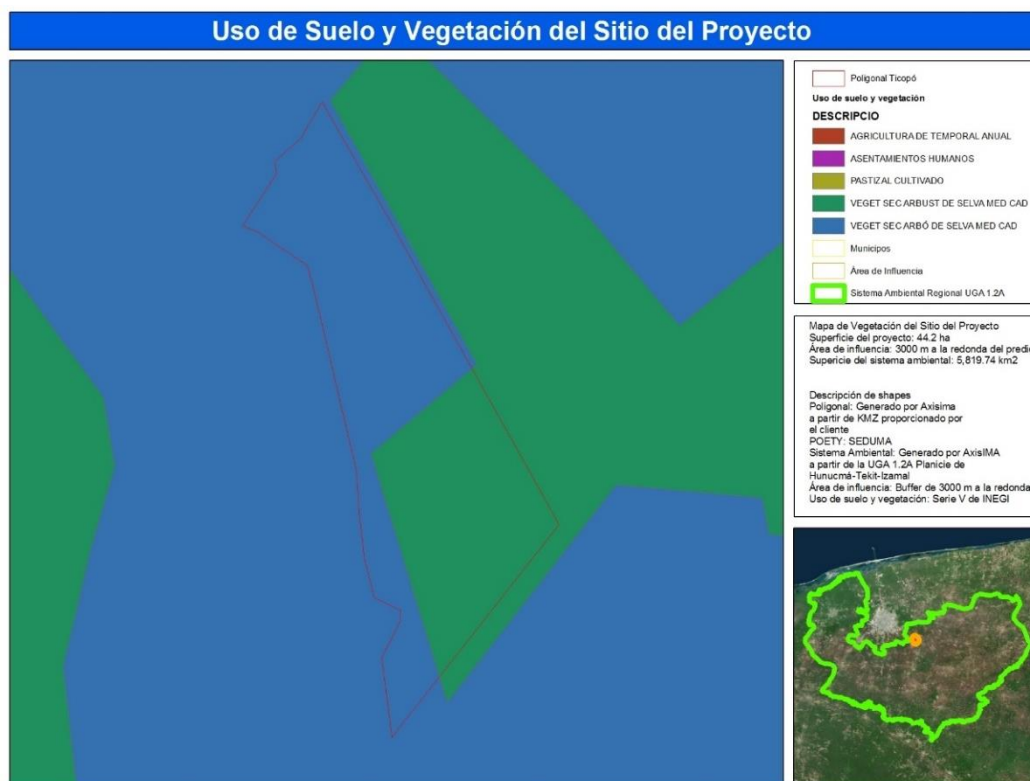 Uso de Suelo y Vegetación del Sitio del Proyecto
Poligonal Ticopó
Uso de suelo y vegetación
DESCRIPCIO
AGRICULTURA DE TEMPORAL ANUAL
ASENTAMIENTOS HUMANOS
PASTIZAL CULTIVADO
VEGET SEC ARBUST DE SELVA MED CAD
VEGET SEC ARBÓ DE SELVA MED CAD
Municipos
Área de Influencia
Sistema Ambiental Regional UGA 1.2A
Mapa de Vegetación del Sitio del Proyecto
Superficie del proyecto: 44.2 ha
Área de influencia: 3000 m a la redonda del predi
Supericie del sistema ambiental: 5,819.74 km2
Descripción de shapes
Poligonal: Generado por Axisima
a partir de KMZ proporcionado por
el cliente
POETY: SEDUMA
Sistema Ambiental: Generado por AxisIMA
a partir de la UGA 1.2A Planicie de
Hunucmá-Tekit-Izamal
Área de influencia: Buffer de 3000 m a la redonda
Uso de suelo y vegetación: Serie V de INEGI